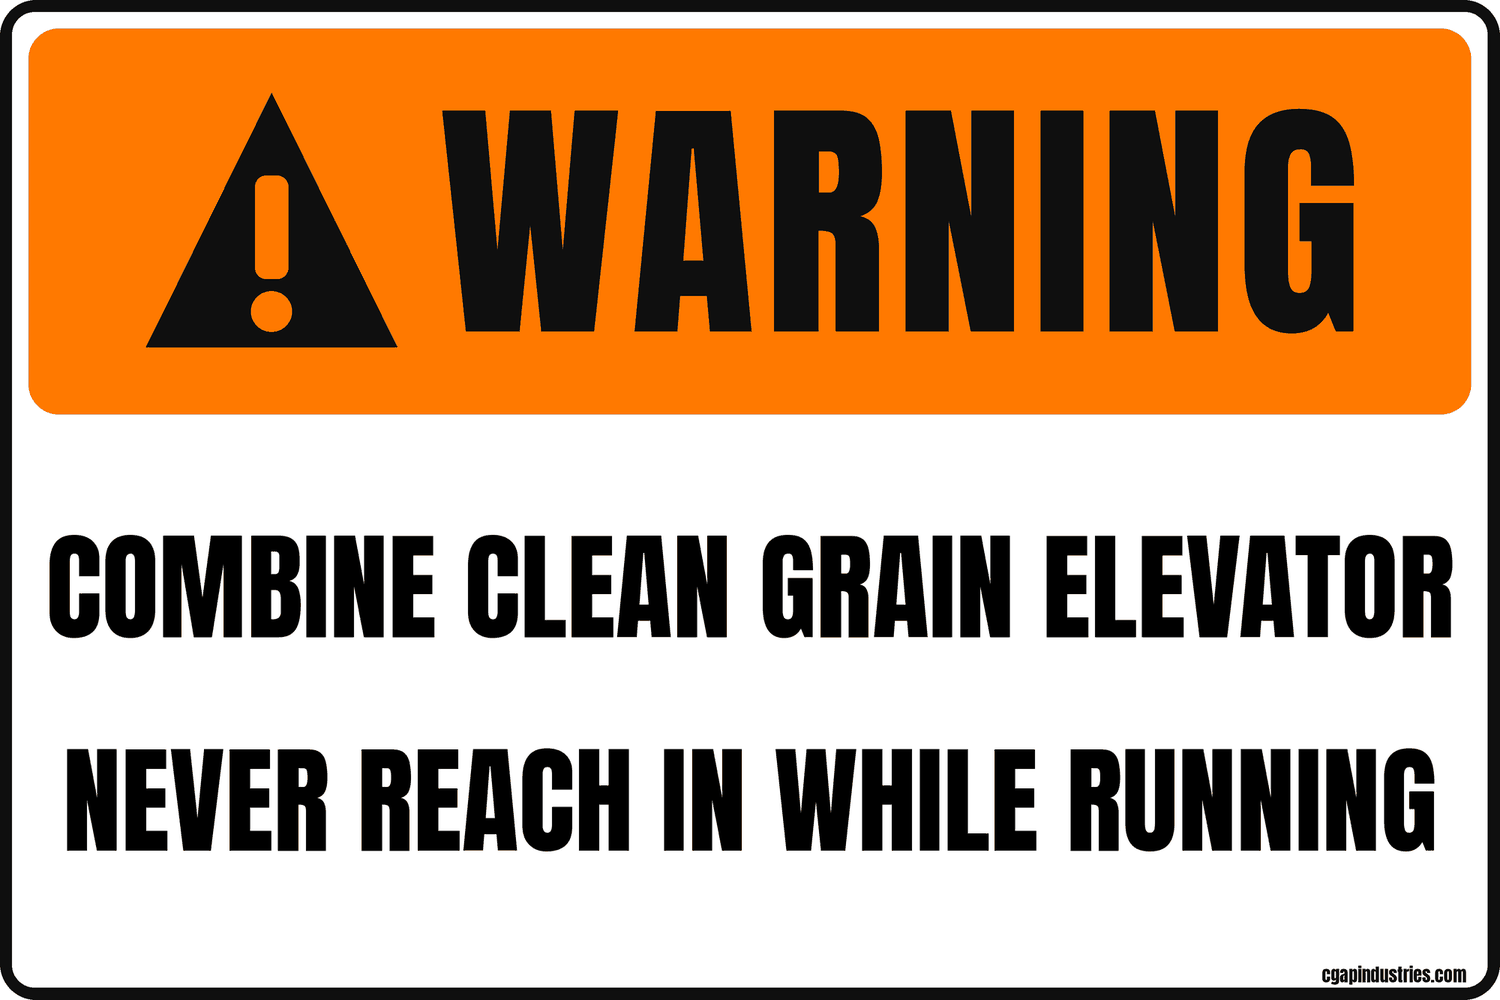 WARNING
COMBINE CLEAN GRAIN ELEVATOR
NEVER REACH IN WHILE RUNNING
cgapindustries.com